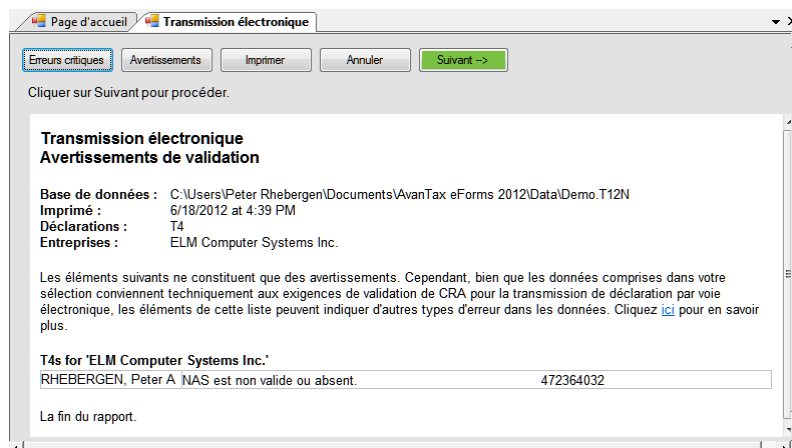 Page d'accueil Transmission électronique
Erreurs critiques Avertissements Imprimer Annuler Suivant -->
Cliquer sur Suivant pour procéder.
Transmission électronique
Avertissements de validation
Base de données : C:\Users\Peter Rhebergen\Documents\AvanTax eForms 2012\Data\Demo.T12N
Imprimé : 6/18/2012 at 4:39 PM
Déclarations : T4
Entreprises : ELM Computer Systems Inc.
Les éléments suivants ne constituent que des avertissements. Cependant, bien que les données comprises dans votre
sélection conviennent techniquement aux exigences de validation de CRA pour la transmission de déclaration par voie
électronique, les éléments de cette liste peuvent indiquer d'autres types d'erreur dans les données. Cliquez ici pour en savoir
plus.
T4s for 'ELM Computer Systems Inc.'
RHEBERGEN, Peter A NAS est non valide ou absent. 472364032
La fin du rapport.